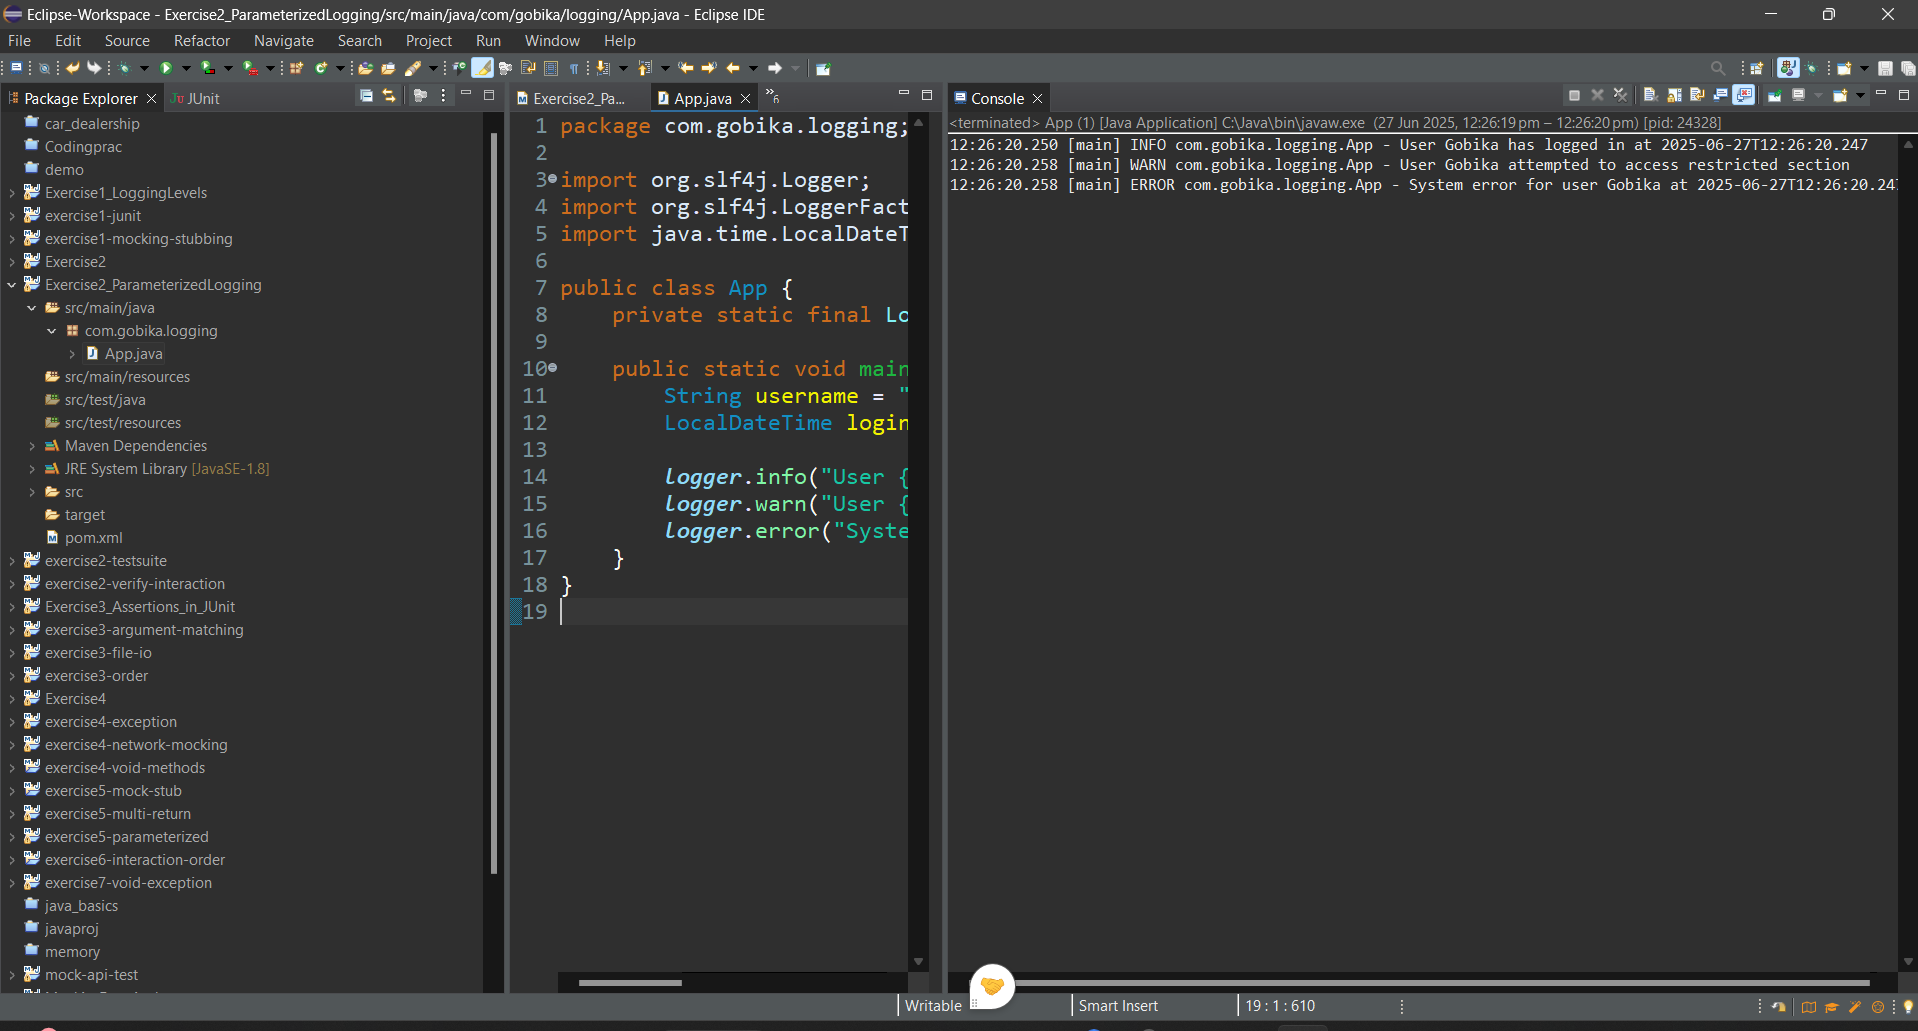 Eclipse-Workspace - Exercise2_ParameterizedLogging/src/main/java/com/gobika/logging/App.java - Eclipse IDE
File Edit Source Refactor Navigate Search Project Run Window Help
Package Explorer
JUnit
car_dealership
Codingprac
demo
Exercise1_LoggingLevels
exercise1-junit
exercise1-mocking-stubbing
Exercise2
Exercise2_ParameterizedLogging
src/main/java
com.gobika.logging
App.java
src/main/resources
src/test/java
src/test/resources
Maven Dependencies
JRE System Library [JavaSE-1.8]
src
target
pom.xml
exercise2-testsuite
exercise2-verify-interaction
Exercise3_Assertions_in_JUnit
exercise3-argument-matching
exercise3-file-io
exercise3-order
Exercise4
exercise4-exception
exercise4-network-mocking
exercise4-void-methods
exercise5-mock-stub
exercise5-multi-return
exercise5-parameterized
exercise6-interaction-order
exercise7-void-exception
java_basics
javaproj
memory
mock-api-test
Exercise2_Pa... App.java 6
1 package com.gobika.logging;
2
3 import org.slf4j.Logger;
4 import org.slf4j.LoggerFact
5 import java.time.LocalDateT
6
7 public class App {
8 private static final Lo
9
10 public static void main
11 String username = "
12 LocalDateTime login
13
14 logger.info("User {
15 logger.warn("User {
16 logger.error("Syste
17 }
18 }
19
Console
<terminated> App (1) [Java Application] C:\Java\bin\javaw.exe (27 Jun 2025, 12:26:19 pm – 12:26:20 pm) [pid: 24328]
12:26:20.250 [main] INFO com.gobika.logging.App - User Gobika has logged in at 2025-06-27T12:26:20.247
12:26:20.258 [main] WARN com.gobika.logging.App - User Gobika attempted to access restricted section
12:26:20.258 [main] ERROR com.gobika.logging.App - System error for user Gobika at 2025-06-27T12:26:20.247
Writable
Smart Insert
19 : 1 : 610